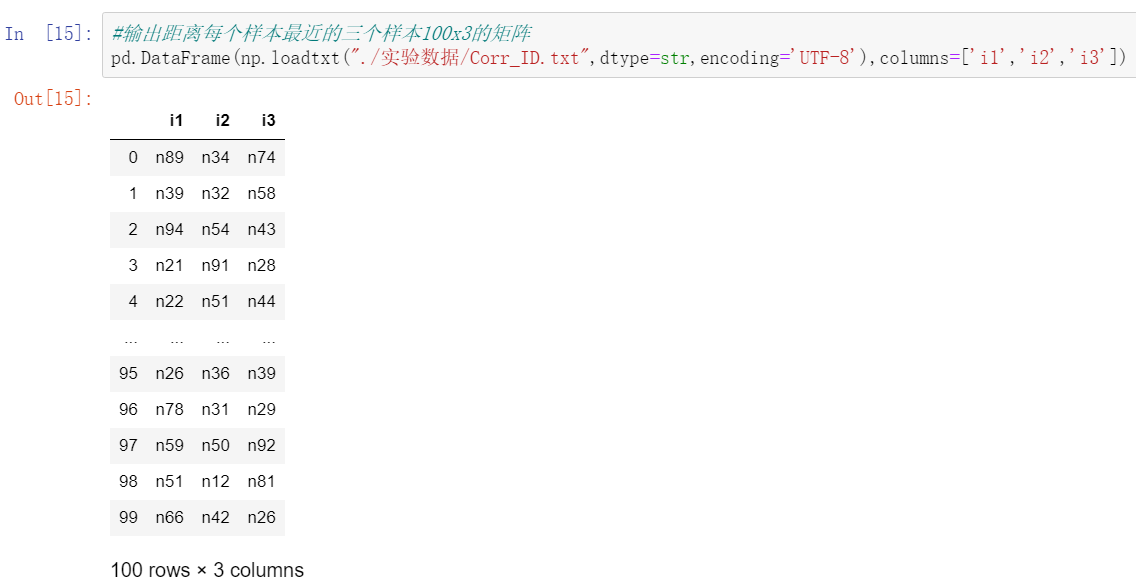 In [15]: #输出距离每个样本最近的三个样本100x3的矩阵
pd.DataFrame(np.loadtxt("./实验数据/Corr_ID.txt",dtype=str,encoding='UTF-8'),columns=['i1','i2','i3'])
Out[15]:
i1 i2 i3
0 n89 n34 n74
1 n39 n32 n58
2 n94 n54 n43
3 n21 n91 n28
4 n22 n51 n44
... ... ... ...
95 n26 n36 n39
96 n78 n31 n29
97 n59 n50 n92
98 n51 n12 n81
99 n66 n42 n26
100 rows × 3 columns